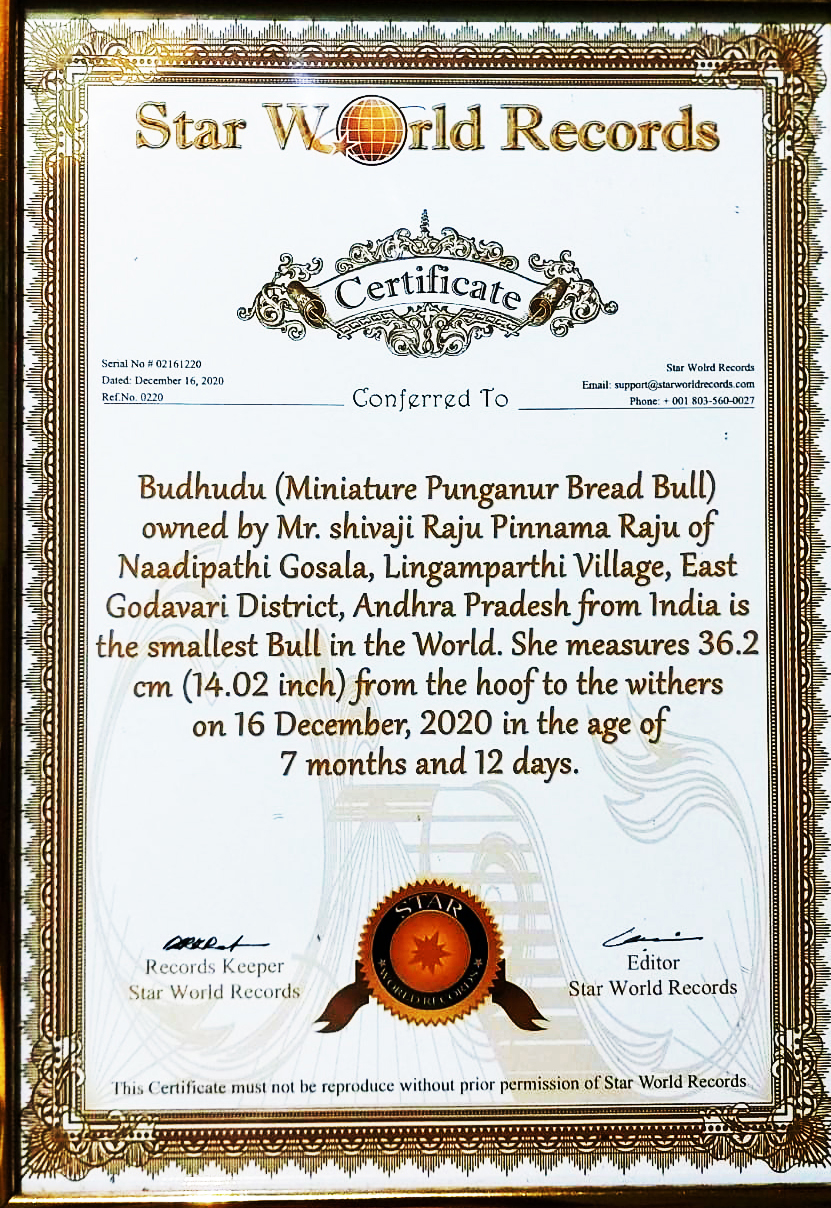 Star World Records
Certificate
Serial No # 02161220
Dated: December 16, 2020
Ref.No. 0220
Star Wolrd Records
Email: support@starworldrecords.com
Phone: + 001 803-560-0027
Conferred To
Budhudu (Miniature Punganur Bread Bull)
owned by Mr. shivaji Raju Pinnama Raju of
Naadipathi Gosala, Lingamparthi Village, East
Godavari District, Andhra Pradesh from India is
the smallest Bull in the World. She measures 36.2
cm (14.02 inch) from the hoof to the withers
on 16 December, 2020 in the age of
7 months and 12 days.
STAR
WORLD RECORDS
Records Keeper
Star World Records
Editor
Star World Records
This Certificate must not be reproduce without prior permission of Star World Records